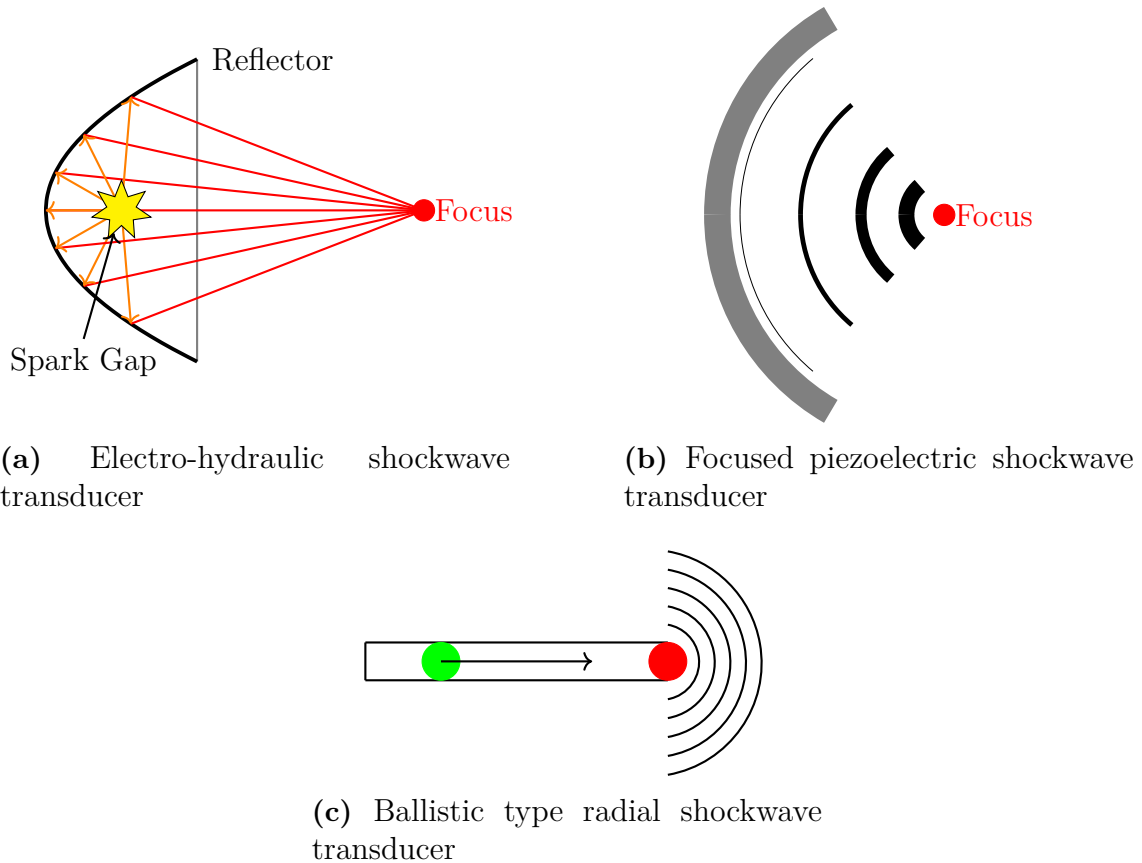 Reflector
Focus
Spark Gap
Focus
(a) Electro-hydraulic shockwave
transducer
(b) Focused piezoelectric shockwave
transducer
(c) Ballistic type radial shockwave
transducer